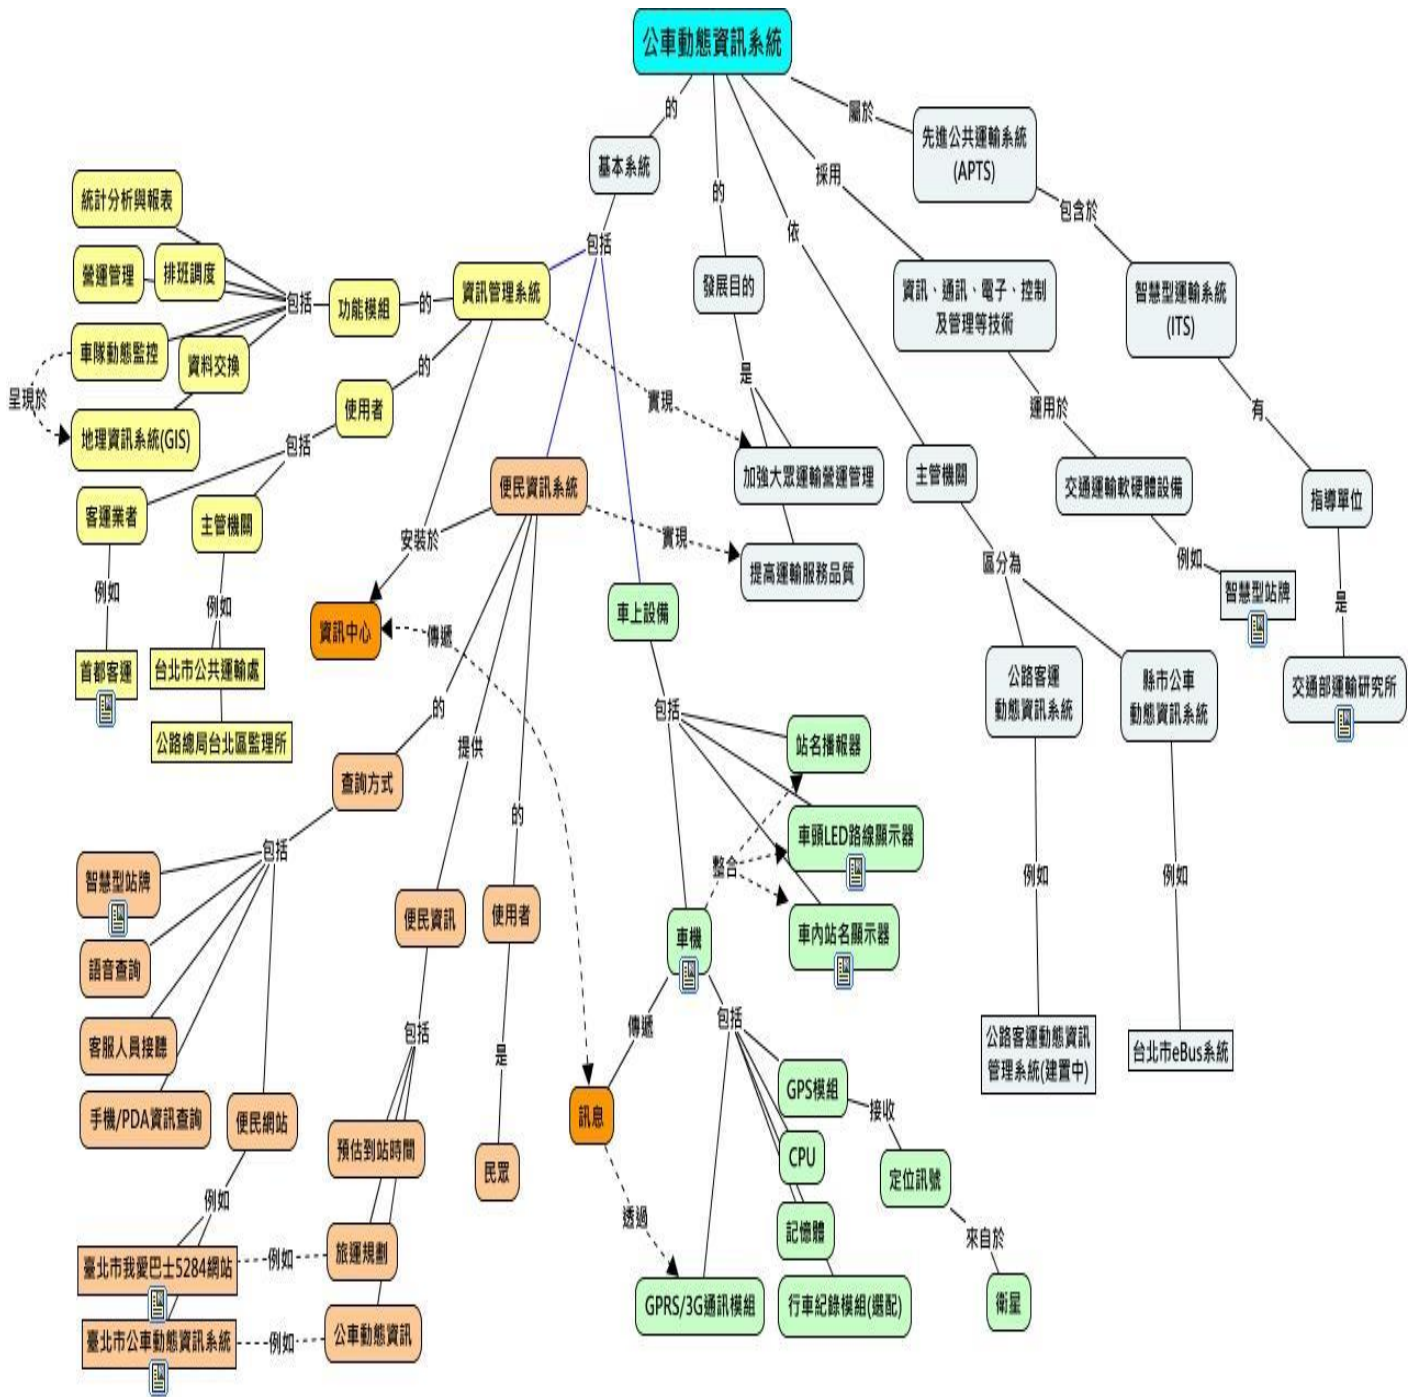 公車動態資訊系統
的
屬於
基本系統
先進公共運輸系統
(APTS)
採用
的
依
包含於
統計分析與報表
包括
營運管理
排班調度
包括
功能模組
的
資訊管理系統
發展目的
資訊、通訊、電子、控制
及管理等技術
智慧型運輸系統
(ITS)
車隊動態監控
資料交換
的
是
呈現於
使用者
實現
運用於
有
地理資訊系統(GIS)
包括
便民資訊系統
加強大眾運輸營運管理
主管機關
交通運輸軟硬體設備
指導單位
客運業者
主管機關
安裝於
實現
區分為
例如
提高運輸服務品質
例如
例如
車上設備
智慧型站牌
是
資訊中心
傳遞
首都客運
台北市公共運輸處
公路客運
動態資訊系統
縣市公車
動態資訊系統
交通部運輸研究所
的
包括
公路總局台北區監理所
提供
站名播報器
查詢方式
的
車頭LED路線顯示器
包括
整合
例如
例如
智慧型站牌
便民資訊
使用者
車機
車內站名顯示器
語音查詢
包括
傳遞
包括
客服人員接聽
是
公路客運動態資訊
管理系統(建置中)
台北市eBus系統
GPS模組
接收
手機/PDA資訊查詢
便民網站
訊息
預估到站時間
CPU
民眾
定位訊號
例如
透過
記憶體
來自於
臺北市我愛巴士5284網站
例如
旅運規劃
GPRS/3G通訊模組
行車紀錄模組(選配)
衛星
臺北市公車動態資訊系統
例如
公車動態資訊